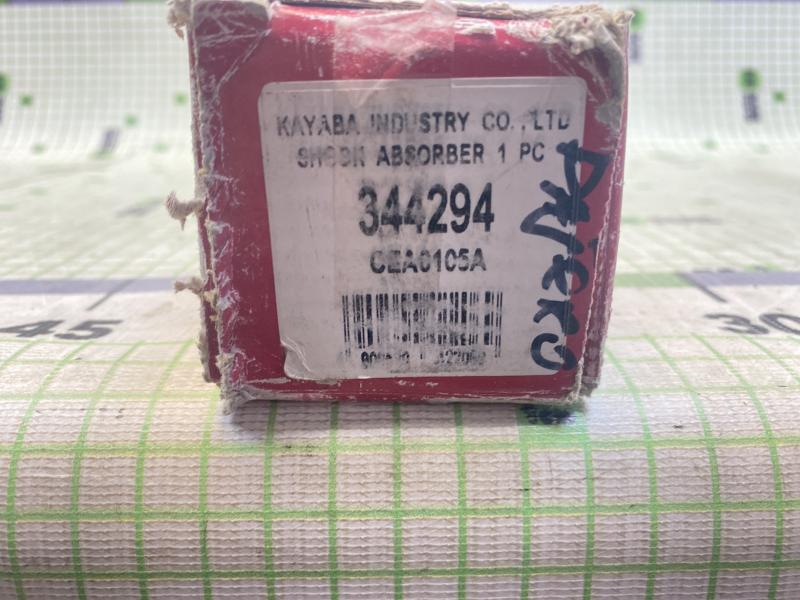 KAYABA INDUSTRY CO.,LTD
SHOCK ABSORBER 1 PC
344294
CEA0105A
PAJERO
45
30